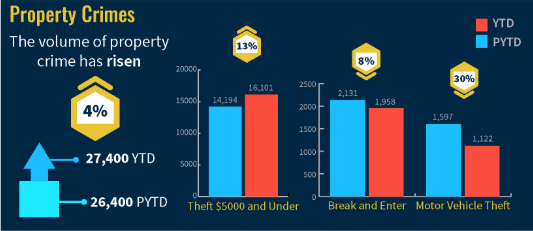 Property Crimes
The volume of property
crime has risen
4%
27,400 YTD
26,400 PYTD
YTD
PYTD
13%
20000
15000
10000
5000
0
14,194
16,101
Theft $5000 and Under
8%
30%
2500
2000
1500
1000
500
0
2,131
1,958
1,597
1,122
Break and Enter
Motor Vehicle Theft